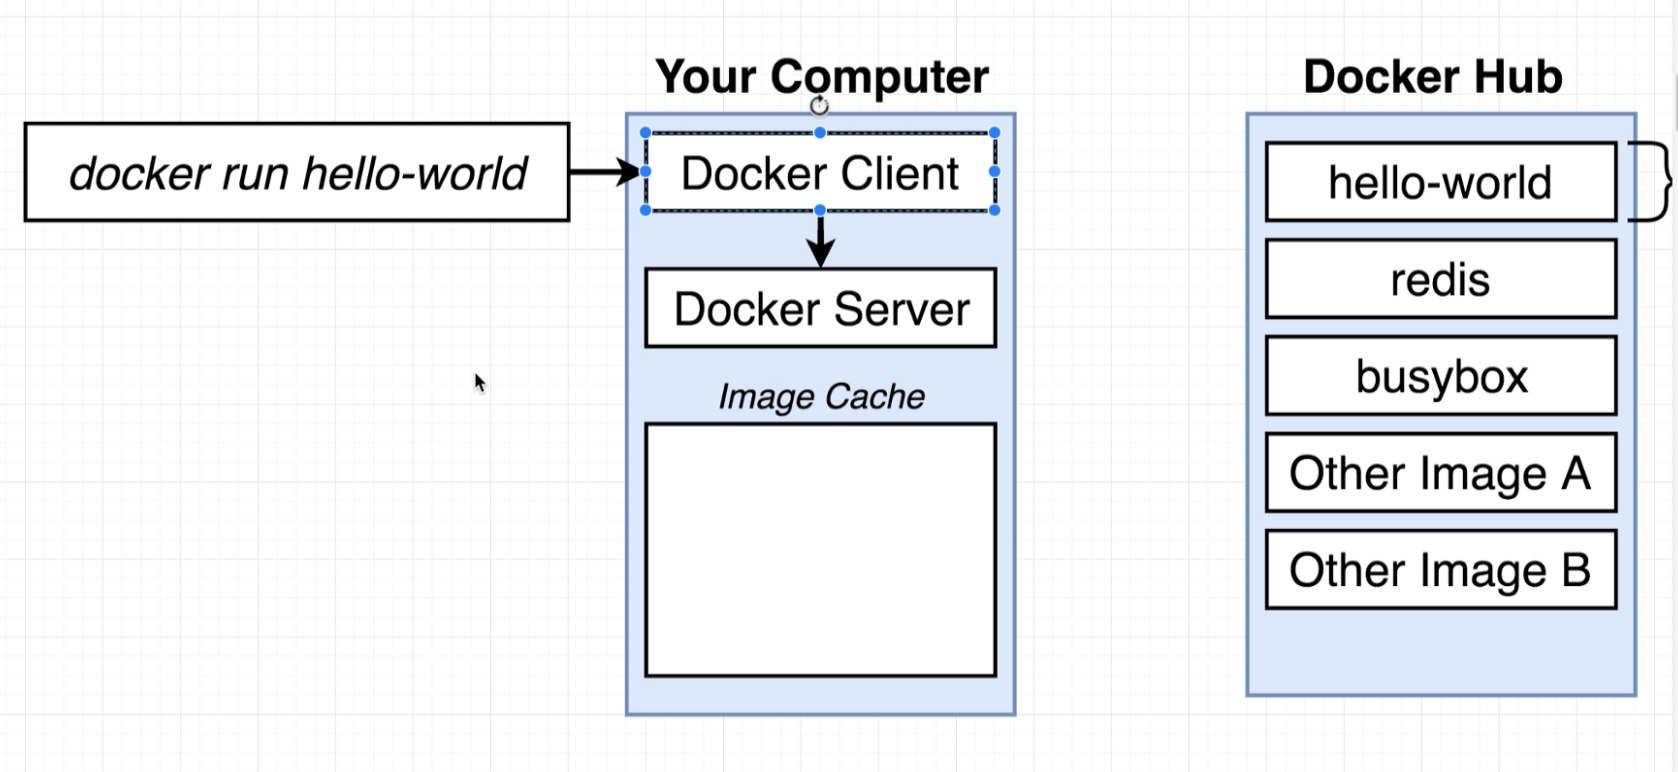 Your Computer
Docker Hub
docker run hello-world
Docker Client
Docker Server
Image Cache
hello-world
redis
busybox
Other Image A
Other Image B